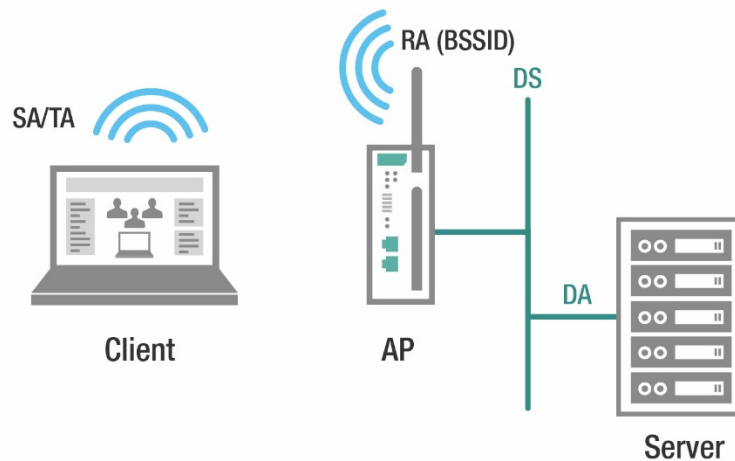 RA (BSSID)
DS
SA/TA
DA
Client
AP
Server